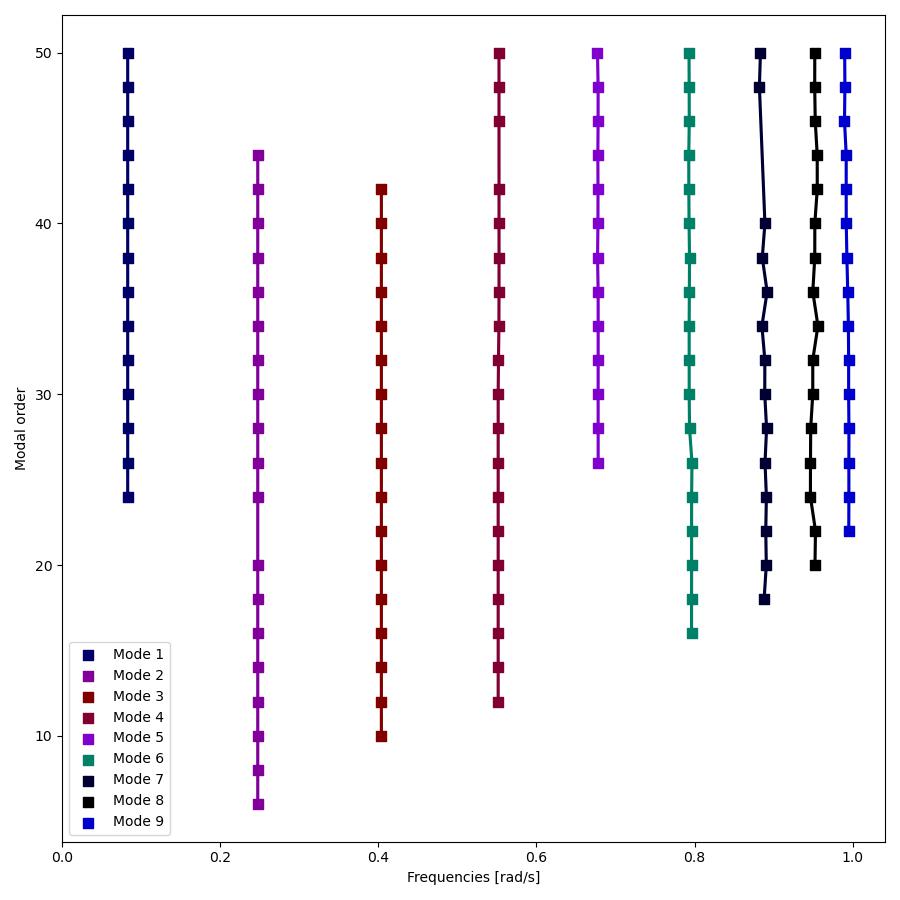 50
40
30
20
10
Modal order
Mode 1
Mode 2
Mode 3
Mode 4
Mode 5
Mode 6
Mode 7
Mode 8
Mode 9
0.0 0.2 0.4 0.6 0.8 1.0
Frequencies [rad/s]